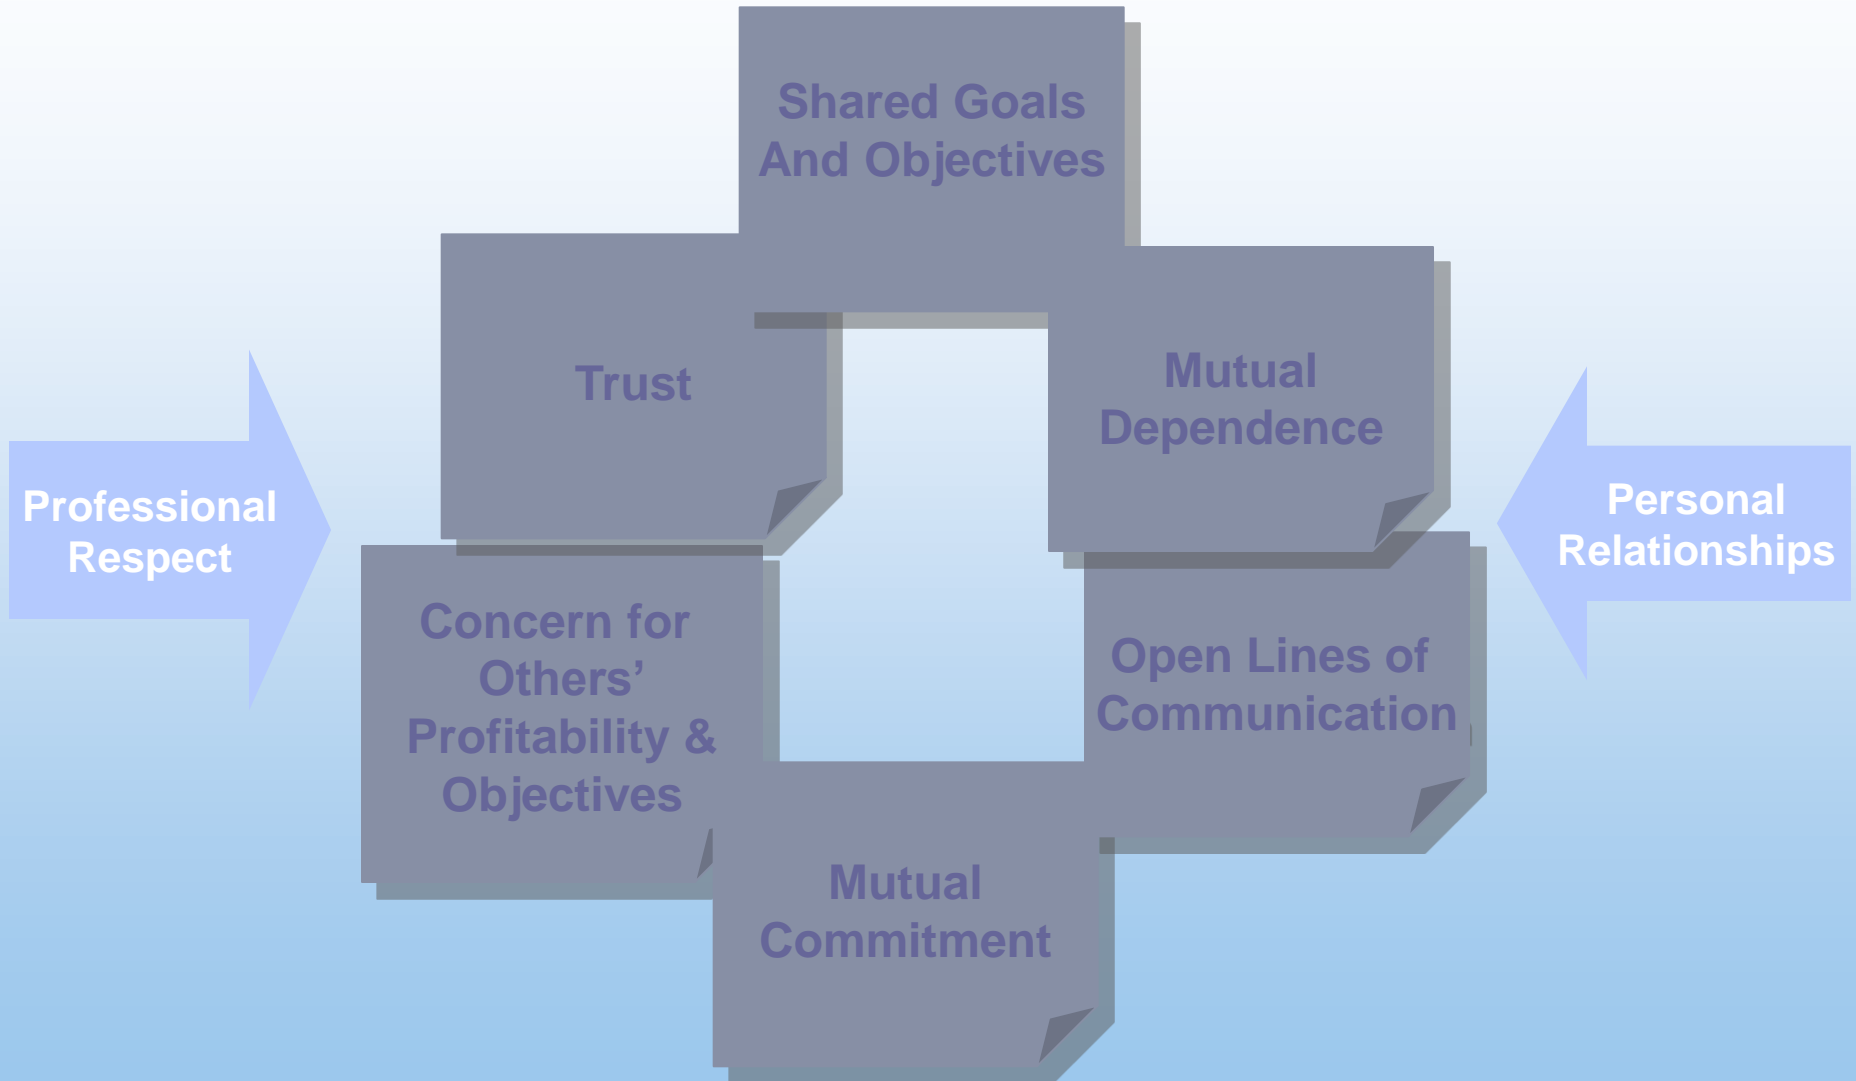 Shared Goals
And Objectives
Trust
Mutual
Dependence
Professional
Respect
Personal
Relationships
Concern for
Others’
Profitability &
Objectives
Open Lines of
Communication
Mutual
Commitment